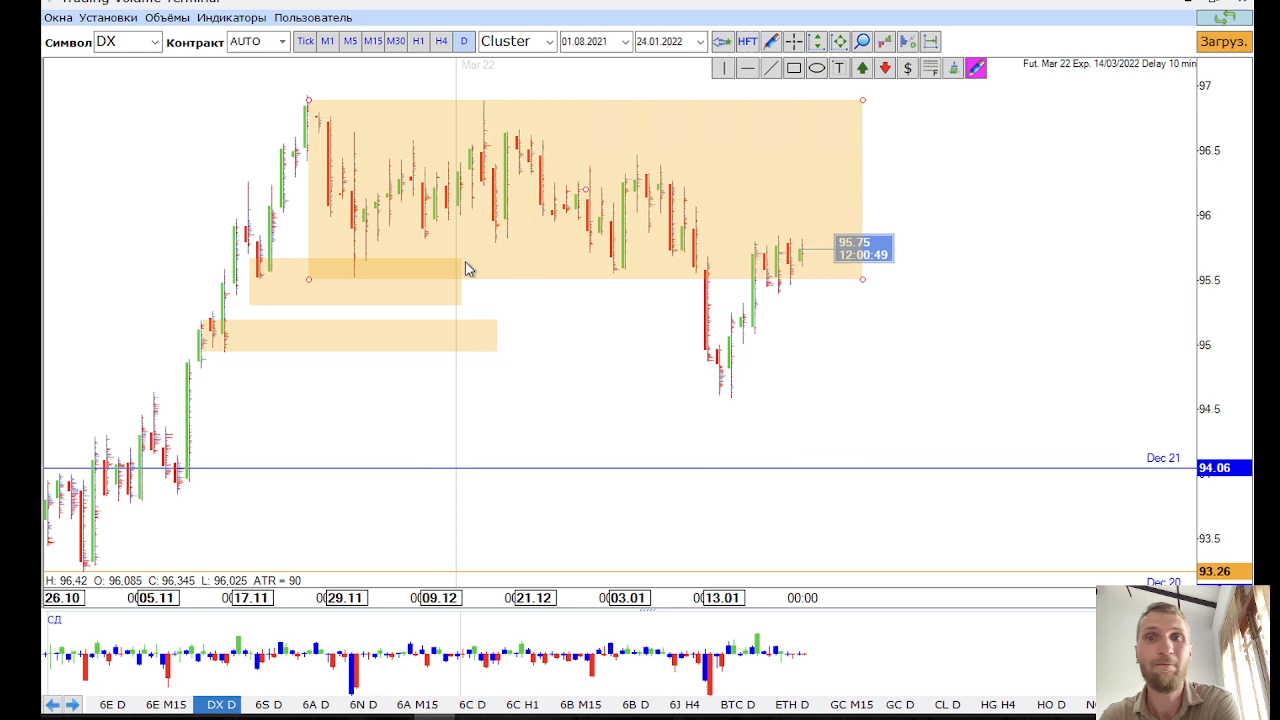 Trading Volume Terminal
Окна Установки Объёмы Индикаторы Пользователь
Символ DX Контракт AUTO Tick M1 M5 M15 M30 H1 H4 D Cluster 01.08.2021 24.01.2022 HFT Загруз.
T $ F
Fut. Mar 22 Exp. 14/03/2022 Delay 10 min
Mar 22
97
96.5
96
95.75
12:00:49
95.5
95
94.5
Dec 21
94.06
93.5
93.26
Dec 20
H: 96,42 O: 96,085 C: 96,345 L: 96,025 ATR = 90
26.10 05.11 17.11 29.11 09.12 21.12 03.01 13.01 00:00
СД
6E D 6E M15 DX D 6S D 6A D 6N D 6A M15 6C D 6C H1 6B M15 6B D 6J H4 BTC D ETH D GC M15 GC D CL D HG H4 HO D